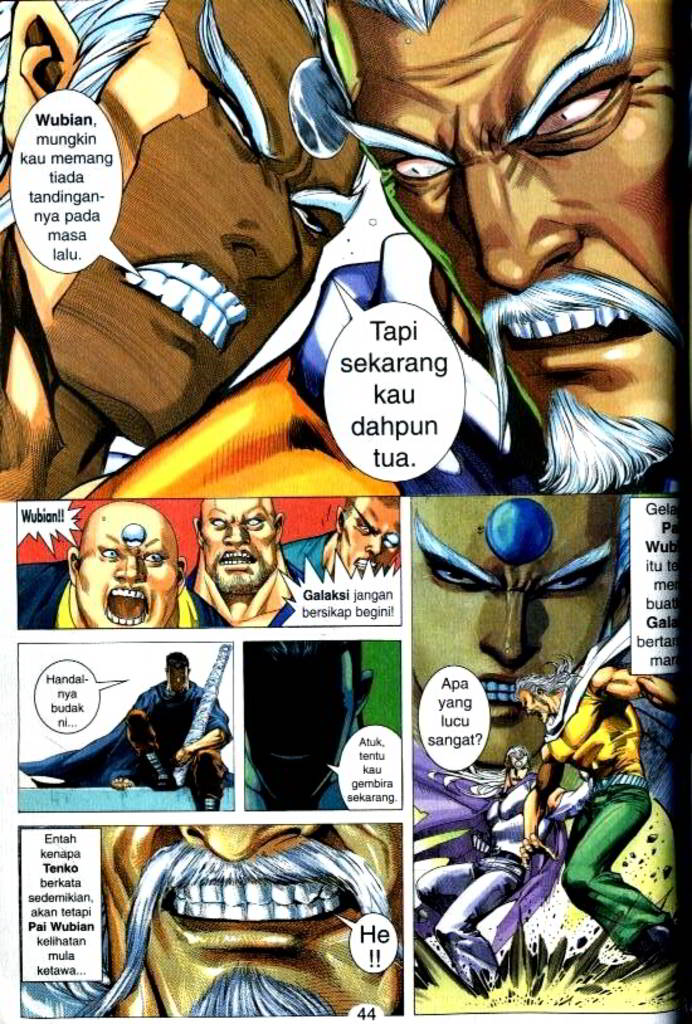 Wubian,
mungkin
kau memang
tiada
tandingan-
nya pada
masa
lalu.
Tapi
sekarang
kau
dahpun
tua.
Wubian!!
Galaksi jangan
bersikap begini!
Handal-
nya budak
ni...
Atuk,
tentu
kau
gembira
sekarang.
Entah
kenapa
Tenko
berkata
sedemikian,
akan tetapi
Pai Wubian
kelihatan
mula
ketawa...
He
!!
Pa
itu
Apa
yang
lucu
sangat?
44